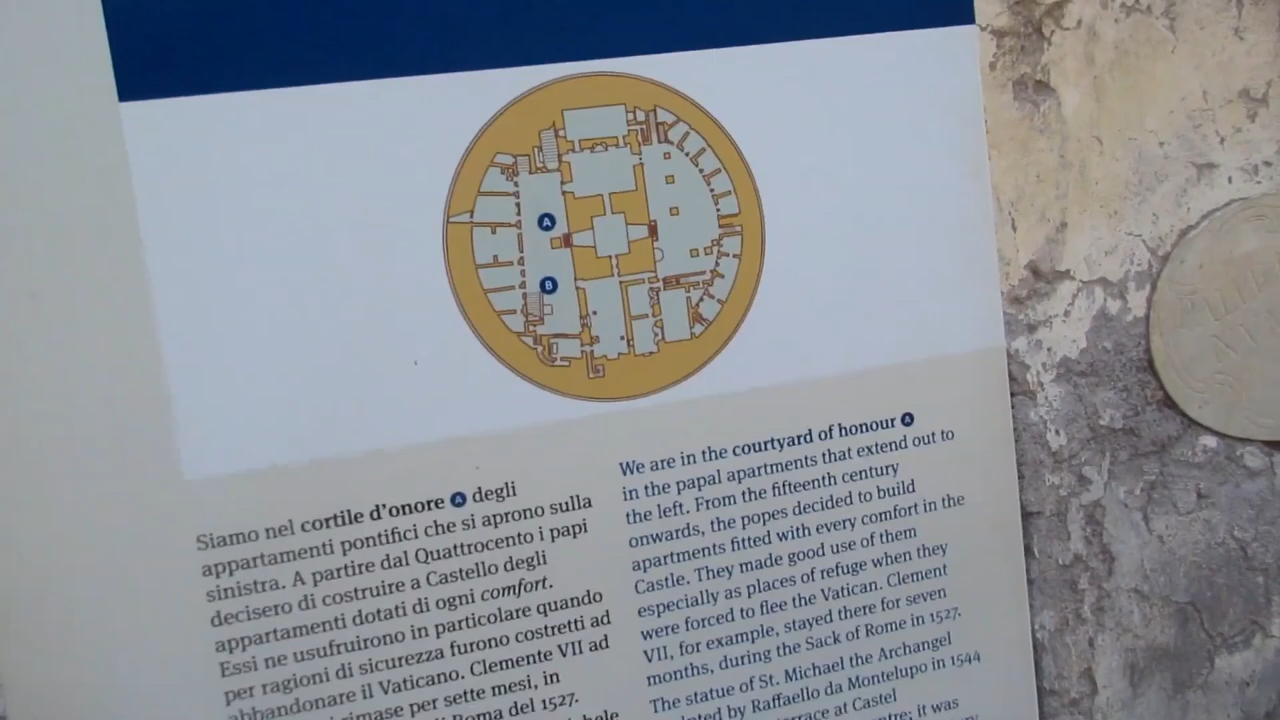 A
B
Siamo nel cortile d'onore A degli
appartamenti pontifici che si aprono sulla
sinistra. A partire dal Quattrocento i papi
decisero di costruire a Castello degli
appartamenti dotati di ogni comfort.
Essi ne usufruirono in particolare quando
per ragioni di sicurezza furono costretti ad
abbandonare il Vaticano. Clemente VII ad
rimase per sette mesi, in
Roma del 1527.
We are in the courtyard of honour A
in the papal apartments that extend out to
the left. From the fifteenth century
onwards, the popes decided to build
apartments fitted with every comfort in the
Castle. They made good use of them
especially as places of refuge when they
were forced to flee the Vatican. Clement
VII, for example, stayed there for seven
months, during the Sack of Rome in 1527.
The statue of St. Michael the Archangel
by Raffaello da Montelupo in 1544
at Castel
it was